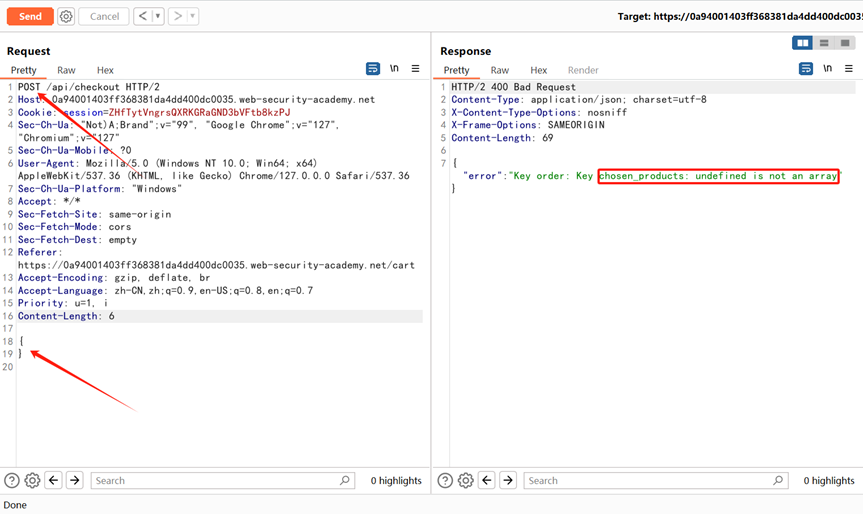 Send Cancel < > Target: https://0a94001403ff368381da4dd400dc0035
Request
Pretty Raw Hex \n
1 POST /api/checkout HTTP/2
2 Host: 0a94001403ff368381da4dd400dc0035.web-security-academy.net
3 Cookie: session=ZHfTytVngrsQXRKGRaGND3bVFtb8kzPJ
4 Sec-Ch-Ua: "Not)A;Brand";v="99", "Google Chrome";v="127",
"Chromium";v="127"
5 Sec-Ch-Ua-Mobile: ?0
6 User-Agent: Mozilla/5.0 (Windows NT 10.0; Win64; x64)
AppleWebKit/537.36 (KHTML, like Gecko) Chrome/127.0.0.0 Safari/537.36
7 Sec-Ch-Ua-Platform: "Windows"
8 Accept: */*
9 Sec-Fetch-Site: same-origin
10 Sec-Fetch-Mode: cors
11 Sec-Fetch-Dest: empty
12 Referer:
https://0a94001403ff368381da4dd400dc0035.web-security-academy.net/cart
13 Accept-Encoding: gzip, deflate, br
14 Accept-Language: zh-CN,zh;q=0.9,en-US;q=0.8,en;q=0.7
15 Priority: u=1, i
16 Content-Length: 6
17
18 {
19 }
20
Search 0 highlights
Response
Pretty Raw Hex Render \n
1 HTTP/2 400 Bad Request
2 Content-Type: application/json; charset=utf-8
3 X-Content-Type-Options: nosniff
4 X-Frame-Options: SAMEORIGIN
5 Content-Length: 69
6
7 {
"error":"Key order: Key chosen_products: undefined is not an array"
}
Search 0 highlights
Done